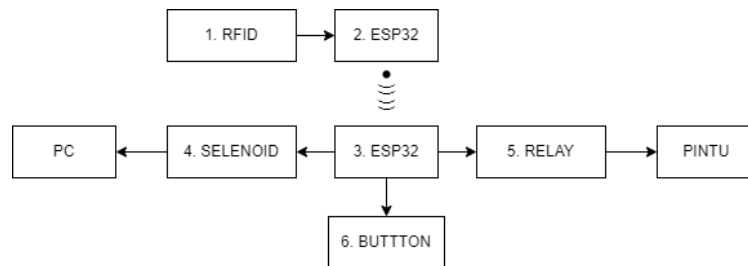 1. RFID
2. ESP32
PC
4. SELENOID
3. ESP32
5. RELAY
PINTU
6. BUTTTON